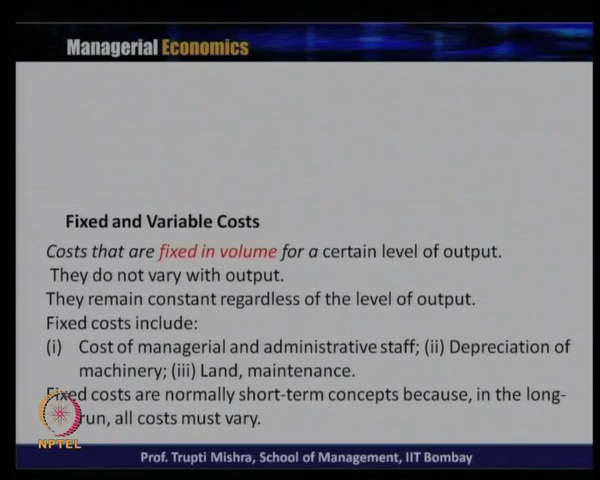 Managerial Economics
Fixed and Variable Costs
Costs that are fixed in volume for a certain level of output.
They do not vary with output.
They remain constant regardless of the level of output.
Fixed costs include:
(i) Cost of managerial and administrative staff; (ii) Depreciation of
machinery; (iii) Land, maintenance.
Fixed costs are normally short-term concepts because, in the long-
run, all costs must vary.
NPTEL
Prof. Trupti Mishra, School of Management, IIT Bombay